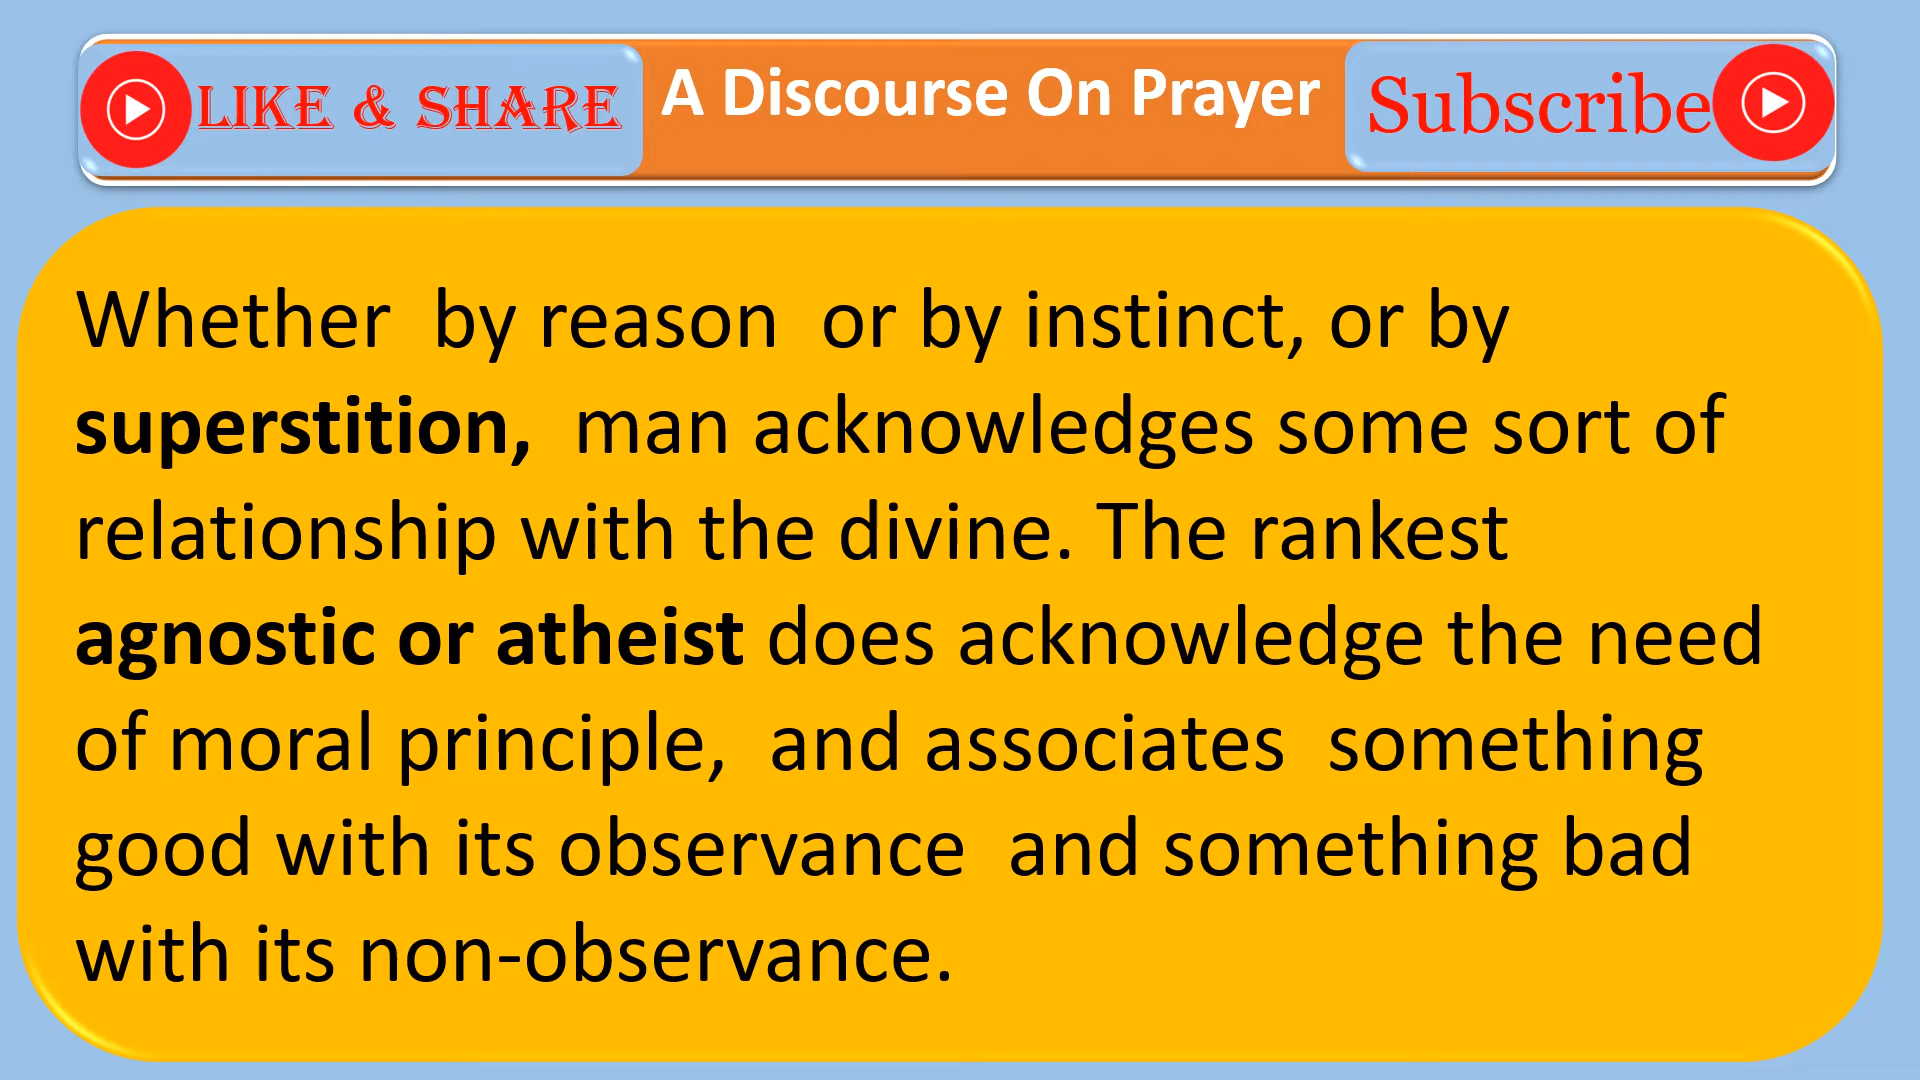 LIKE & SHARE A Discourse On Prayer Subscribe
Whether by reason or by instinct, or by
superstition, man acknowledges some sort of
relationship with the divine. The rankest
agnostic or atheist does acknowledge the need
of moral principle, and associates something
good with its observance and something bad
with its non-observance.